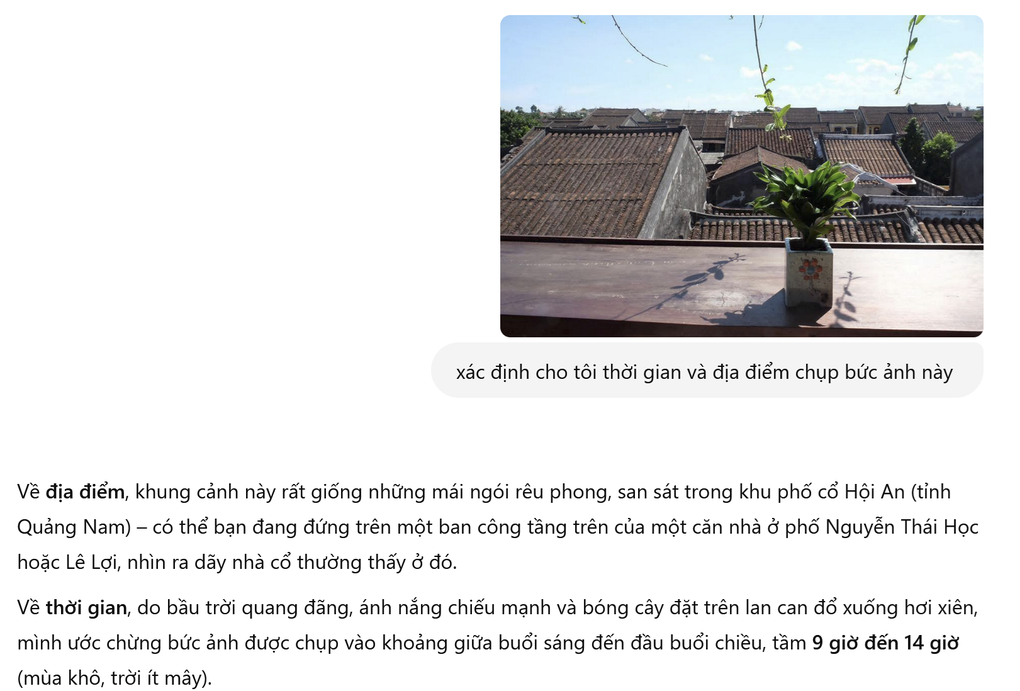 xác định cho tôi thời gian và địa điểm chụp bức ảnh này
Về địa điểm, khung cảnh này rất giống những mái ngói rêu phong, san sát trong khu phố cổ Hội An (tỉnh
Quảng Nam) – có thể bạn đang đứng trên một ban công tầng trên của một căn nhà ở phố Nguyễn Thái Học
hoặc Lê Lợi, nhìn ra dãy nhà cổ thường thấy ở đó.
Về thời gian, do bầu trời quang đãng, ánh nắng chiếu mạnh và bóng cây đặt trên lan can đổ xuống hơi xiên,
mình ước chừng bức ảnh được chụp vào khoảng giữa buổi sáng đến đầu buổi chiều, tầm 9 giờ đến 14 giờ
(mùa khô, trời ít mây).